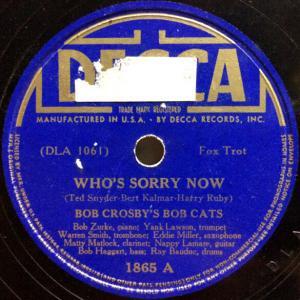 DECCA
TRADE MARK REGISTERED
MANUFACTURED IN U.S.A. - BY DECCA RECORDS, INC.
(DLA 1061) Fox Trot
WHO'S SORRY NOW
(Ted Snyder-Bert Kalmar-Harry Ruby)
BOB CROSBY'S BOB CATS
Bob Zurke, piano; Yank Lawson, trumpet
Warren Smith, trombone; Eddie Miller, saxophone
Matty Matlock, clarinet; Nappy Lamare, guitar
Bob Haggart, bass; Ray Bauduc, drums
1865 A